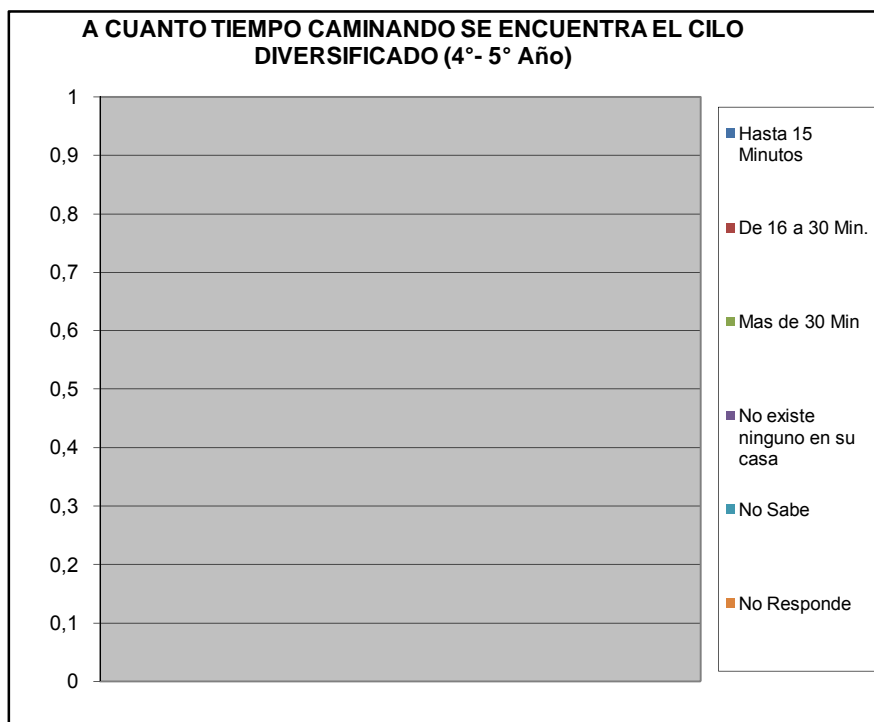 A CUANTO TIEMPO CAMINANDO SE ENCUENTRA EL CILO
DIVERSIFICADO (4°- 5° Año)
1
0,9
0,8
0,7
0,6
0,5
0,4
0,3
0,2
0,1
0
Hasta 15
Minutos
De 16 a 30 Min.
Mas de 30 Min
No existe
ninguno en su
casa
No Sabe
No Responde